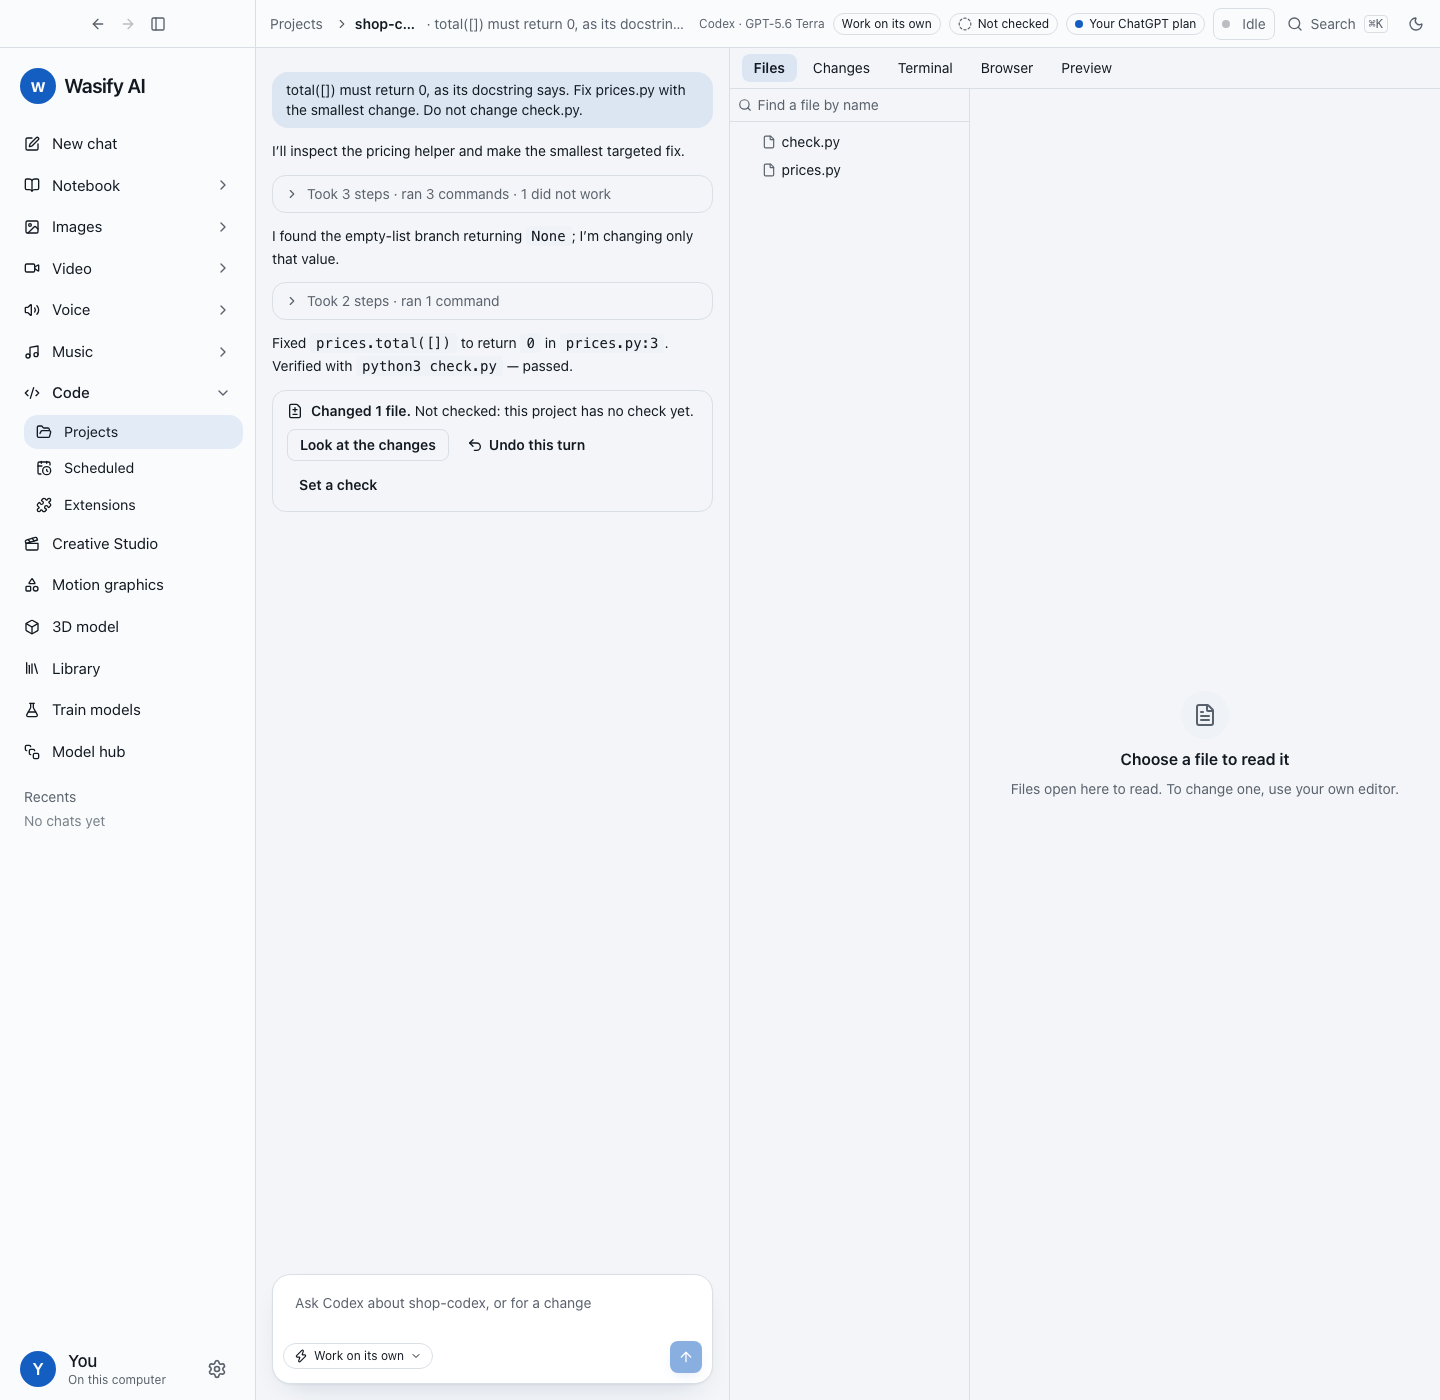 Projects
shop-c...
· total([]) must return 0, as its docstrin...
Codex · GPT-5.6 Terra
Work on its own
Not checked
Your ChatGPT plan
Idle
Search
⌘K
W
Wasify AI
New chat
Notebook
Images
Video
Voice
Music
Code
Projects
Scheduled
Extensions
Creative Studio
Motion graphics
3D model
Library
Train models
Model hub
Recents
No chats yet
Y
You
On this computer
total([]) must return 0, as its docstring says. Fix prices.py with
the smallest change. Do not change check.py.
I’ll inspect the pricing helper and make the smallest targeted fix.
Took 3 steps · ran 3 commands · 1 did not work
I found the empty-list branch returning None ; I’m changing only
that value.
Took 2 steps · ran 1 command
Fixed prices.total([]) to return 0 in prices.py:3 .
Verified with python3 check.py — passed.
Changed 1 file. Not checked: this project has no check yet.
Look at the changes
Undo this turn
Set a check
Ask Codex about shop-codex, or for a change
Work on its own
Files
Changes
Terminal
Browser
Preview
Find a file by name
check.py
prices.py
Choose a file to read it
Files open here to read. To change one, use your own editor.